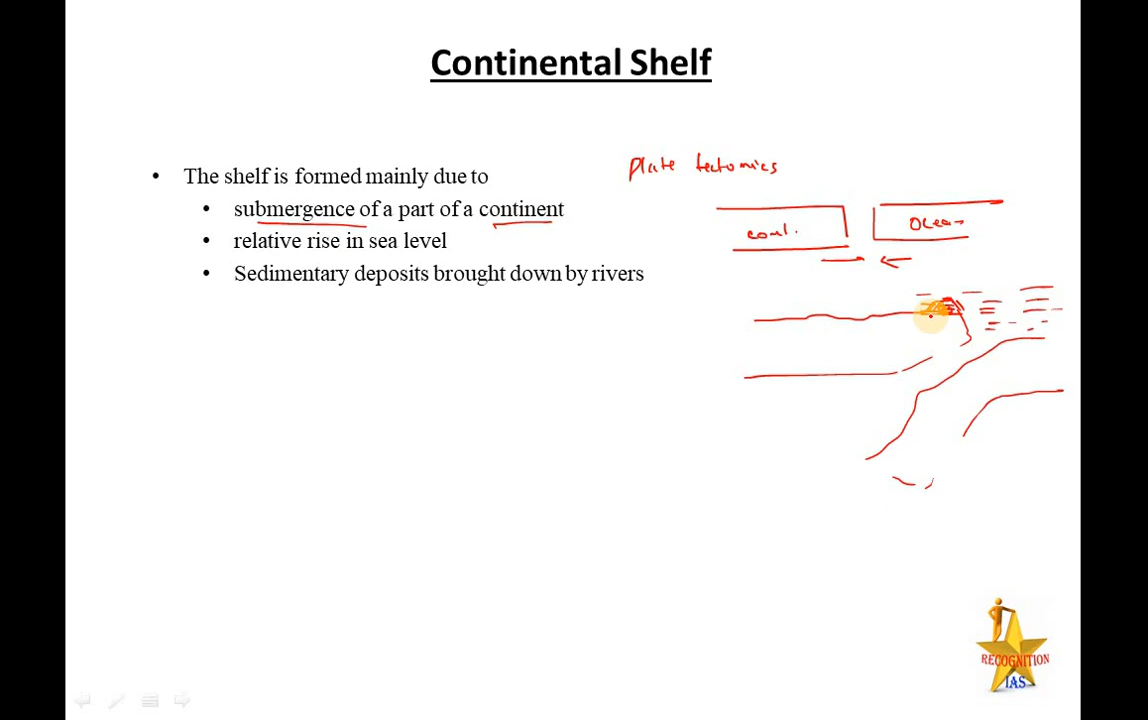 Continental Shelf
• The shelf is formed mainly due to
• submergence of a part of a continent
• relative rise in sea level
• Sedimentary deposits brought down by rivers
Plate tectonics
cont.
Ocean
RECOGNITION
IAS